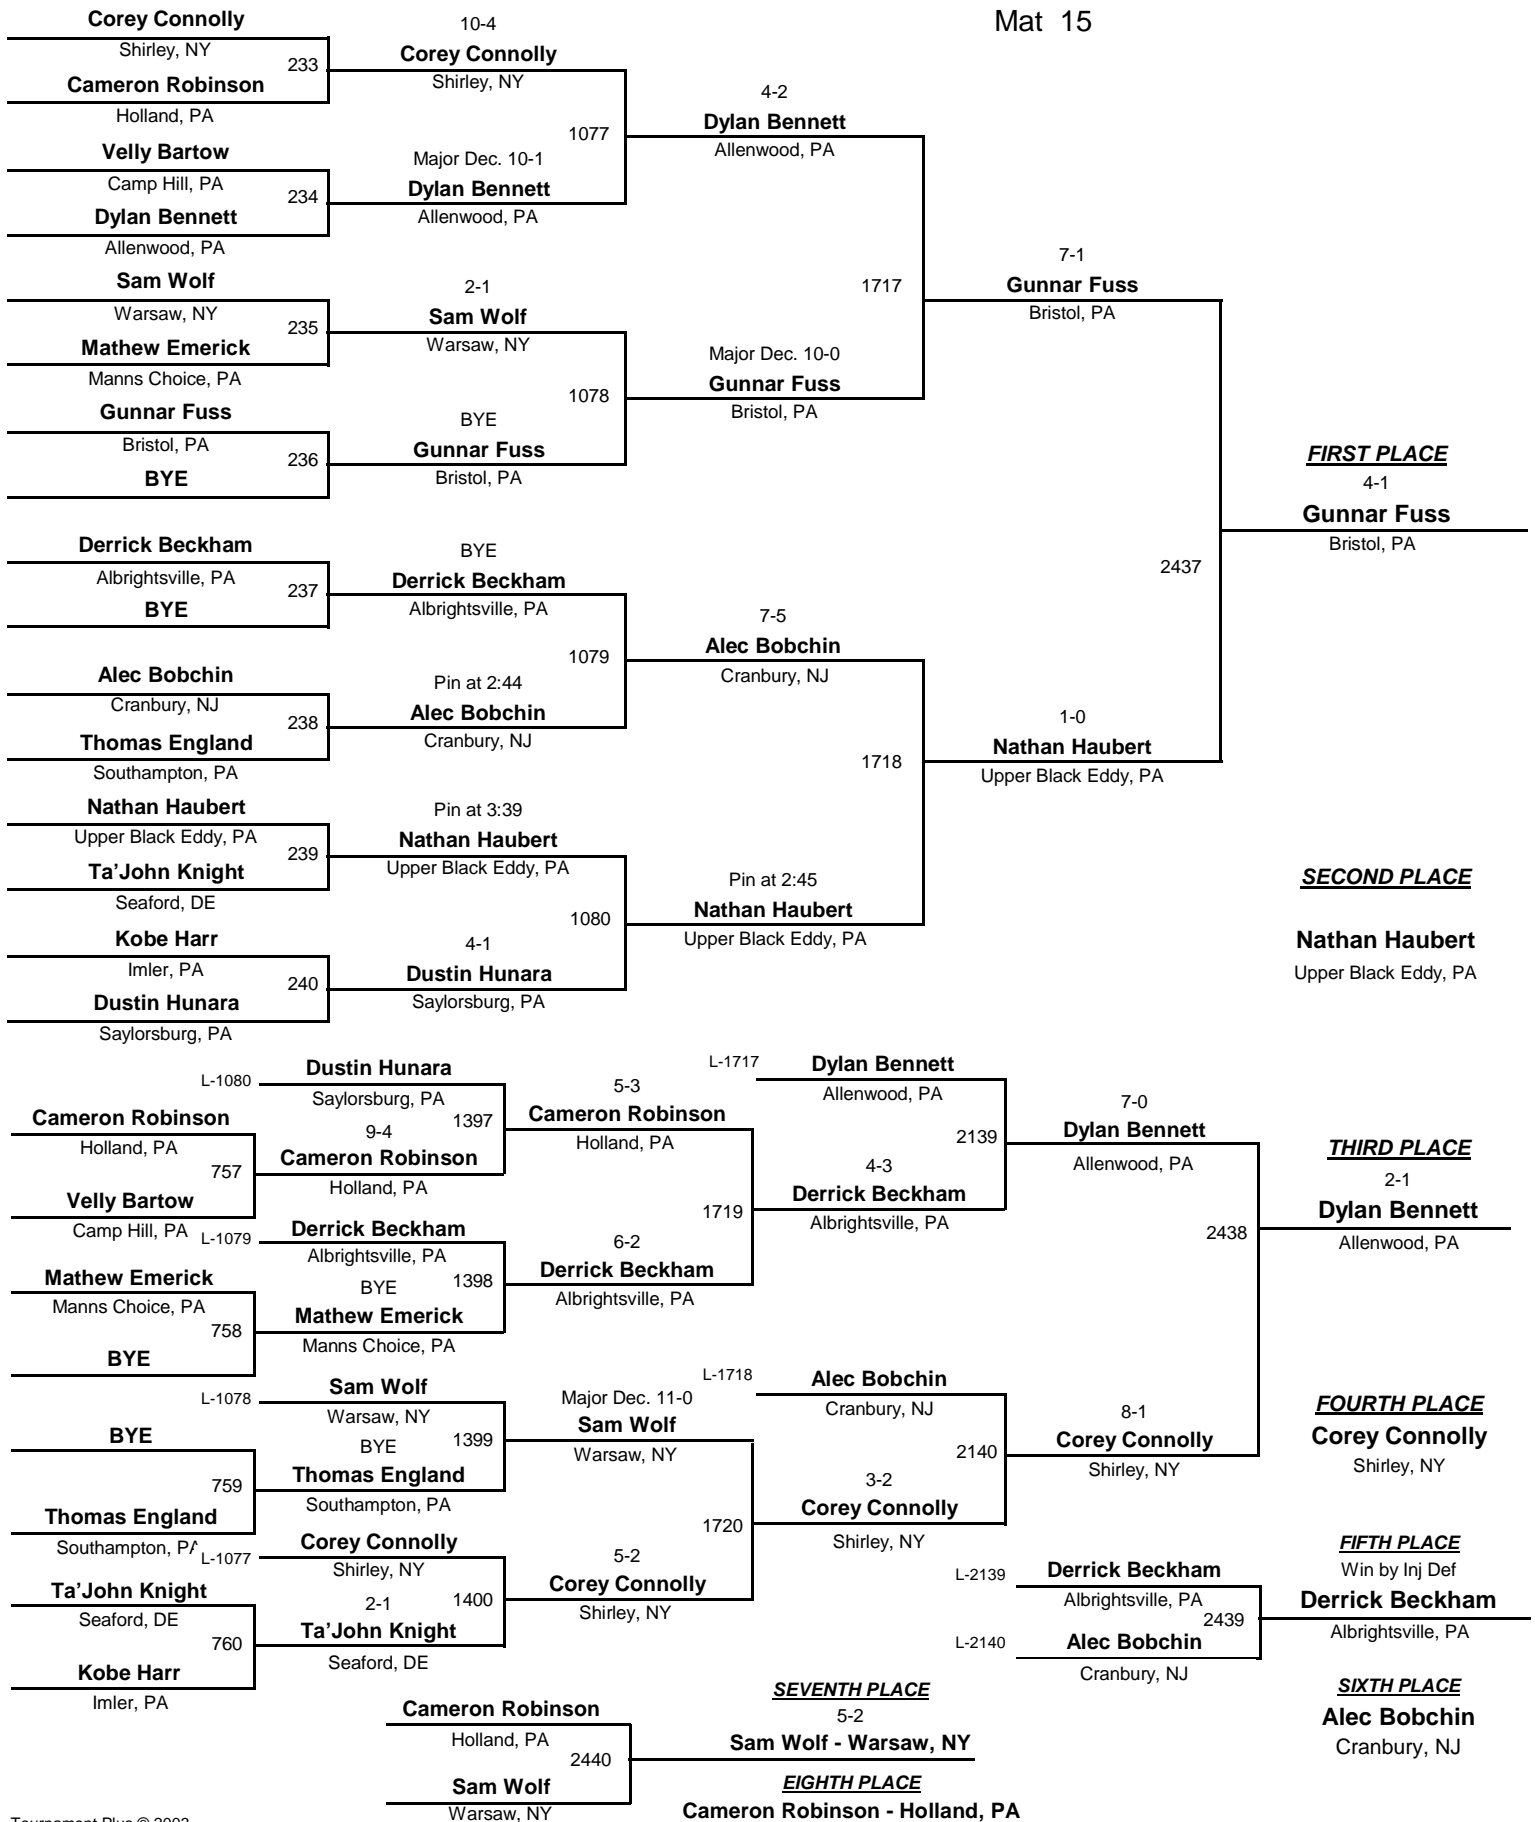 Mat 15
Corey Connolly
Shirley, NY
233
Cameron Robinson
Holland, PA
Velly Bartow
Camp Hill, PA
234
Dylan Bennett
Allenwood, PA
Sam Wolf
Warsaw, NY
235
Mathew Emerick
Manns Choice, PA
Gunnar Fuss
Bristol, PA
236
BYE
Derrick Beckham
Albrightsville, PA
237
BYE
Alec Bobchin
Cranbury, NJ
238
Thomas England
Southampton, PA
Nathan Haubert
Upper Black Eddy, PA
239
Ta’John Knight
Seaford, DE
Kobe Harr
Imler, PA
240
Dustin Hunara
Saylorsburg, PA
10-4
Corey Connolly
Shirley, NY
1077
Major Dec. 10-1
Dylan Bennett
Allenwood, PA
2-1
Sam Wolf
Warsaw, NY
1078
BYE
Gunnar Fuss
Bristol, PA
BYE
Derrick Beckham
Albrightsville, PA
1079
Pin at 2:44
Alec Bobchin
Cranbury, NJ
Pin at 3:39
Nathan Haubert
Upper Black Eddy, PA
1080
4-1
Dustin Hunara
Saylorsburg, PA
4-2
Dylan Bennett
Allenwood, PA
1717
Major Dec. 10-0
Gunnar Fuss
Bristol, PA
7-5
Alec Bobchin
Cranbury, NJ
1718
Pin at 2:45
Nathan Haubert
Upper Black Eddy, PA
7-1
Gunnar Fuss
Bristol, PA
2437
1-0
Nathan Haubert
Upper Black Eddy, PA
FIRST PLACE
4-1
Gunnar Fuss
Bristol, PA
SECOND PLACE
Nathan Haubert
Upper Black Eddy, PA
Cameron Robinson
Holland, PA
757
Velly Bartow
Camp Hill, PA
Mathew Emerick
Manns Choice, PA
758
BYE
BYE
759
Thomas England
Southampton, PA
Ta’John Knight
Seaford, DE
760
Kobe Harr
Imler, PA
L-1080
Dustin Hunara
Saylorsburg, PA
1397
9-4
Cameron Robinson
Holland, PA
L-1079
Derrick Beckham
Albrightsville, PA
1398
BYE
Mathew Emerick
Manns Choice, PA
L-1078
Sam Wolf
Warsaw, NY
1399
BYE
Thomas England
Southampton, PA
L-1077
Corey Connolly
Shirley, NY
1400
2-1
Ta’John Knight
Seaford, DE
5-3
Cameron Robinson
Holland, PA
1719
6-2
Derrick Beckham
Albrightsville, PA
Major Dec. 11-0
Sam Wolf
Warsaw, NY
1720
5-2
Corey Connolly
Shirley, NY
L-1717
Dylan Bennett
Allenwood, PA
2139
4-3
Derrick Beckham
Albrightsville, PA
L-1718
Alec Bobchin
Cranbury, NJ
2140
3-2
Corey Connolly
Shirley, NY
7-0
Dylan Bennett
Allenwood, PA
2438
8-1
Corey Connolly
Shirley, NY
THIRD PLACE
2-1
Dylan Bennett
Allenwood, PA
FOURTH PLACE
Corey Connolly
Shirley, NY
L-2139
Derrick Beckham
Albrightsville, PA
2439
L-2140
Alec Bobchin
Cranbury, NJ
FIFTH PLACE
Win by Inj Def
Derrick Beckham
Albrightsville, PA
SIXTH PLACE
Alec Bobchin
Cranbury, NJ
Cameron Robinson
Holland, PA
2440
Sam Wolf
Warsaw, NY
SEVENTH PLACE
5-2
Sam Wolf - Warsaw, NY
EIGHTH PLACE
Cameron Robinson - Holland, PA